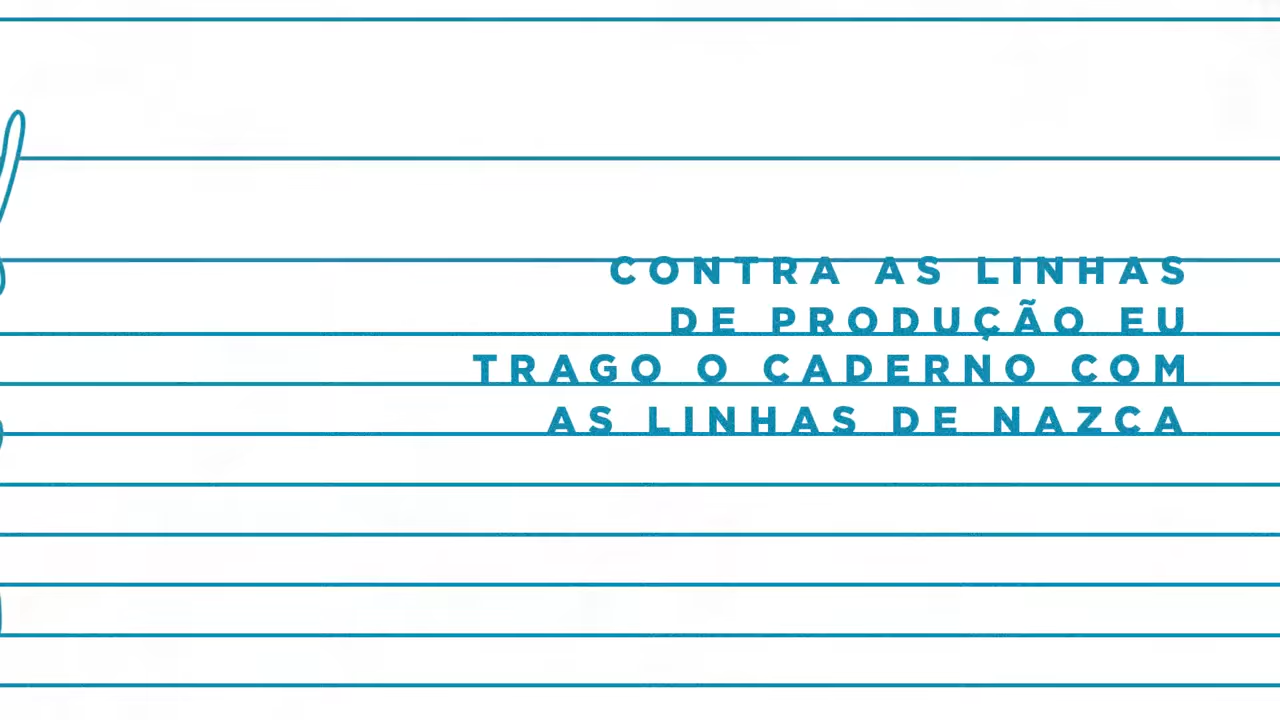 CONTRA AS LINHAS
DE PRODUÇÃO EU
TRAGO O CADERNO COM
AS LINHAS DE NAZCA